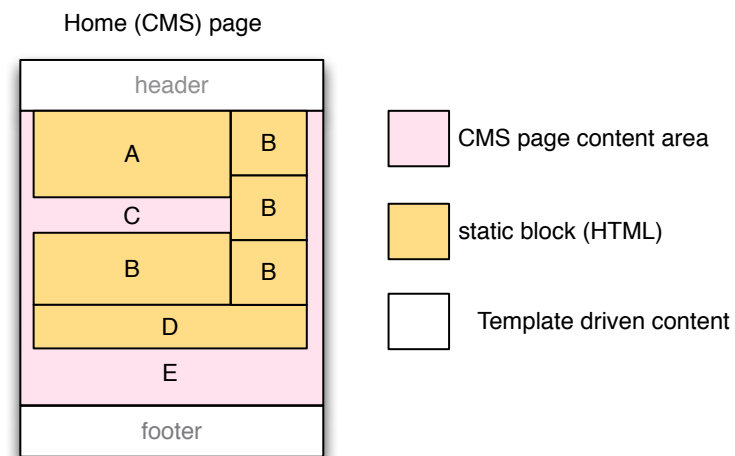 Home (CMS) page
header
A
B
B
C
B
B
D
E
footer
CMS page content area
static block (HTML)
Template driven content